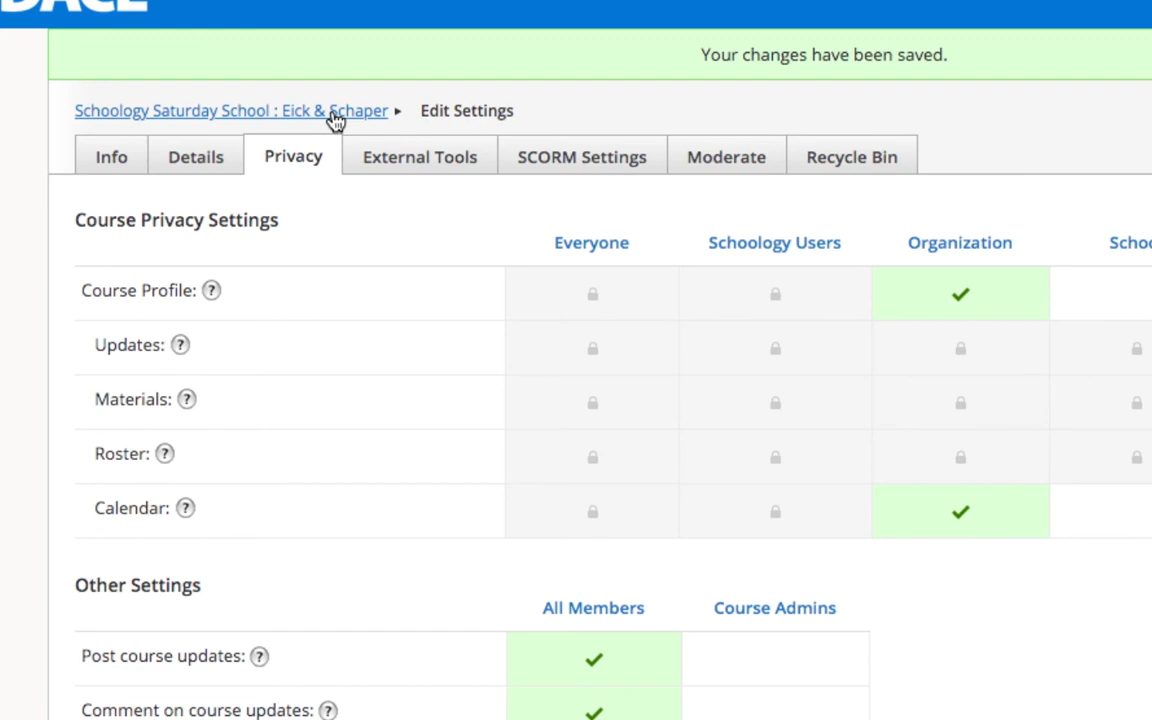 Your changes have been saved.
Schoology Saturday School : Eick & Schaper ▸ Edit Settings
Info Details Privacy External Tools SCORM Settings Moderate Recycle Bin
Course Privacy Settings
Everyone Schoology Users Organization
Course Profile: ?
Updates: ?
Materials: ?
Roster: ?
Calendar: ?
Other Settings
All Members Course Admins
Post course updates: ?
Comment on course updates: ?